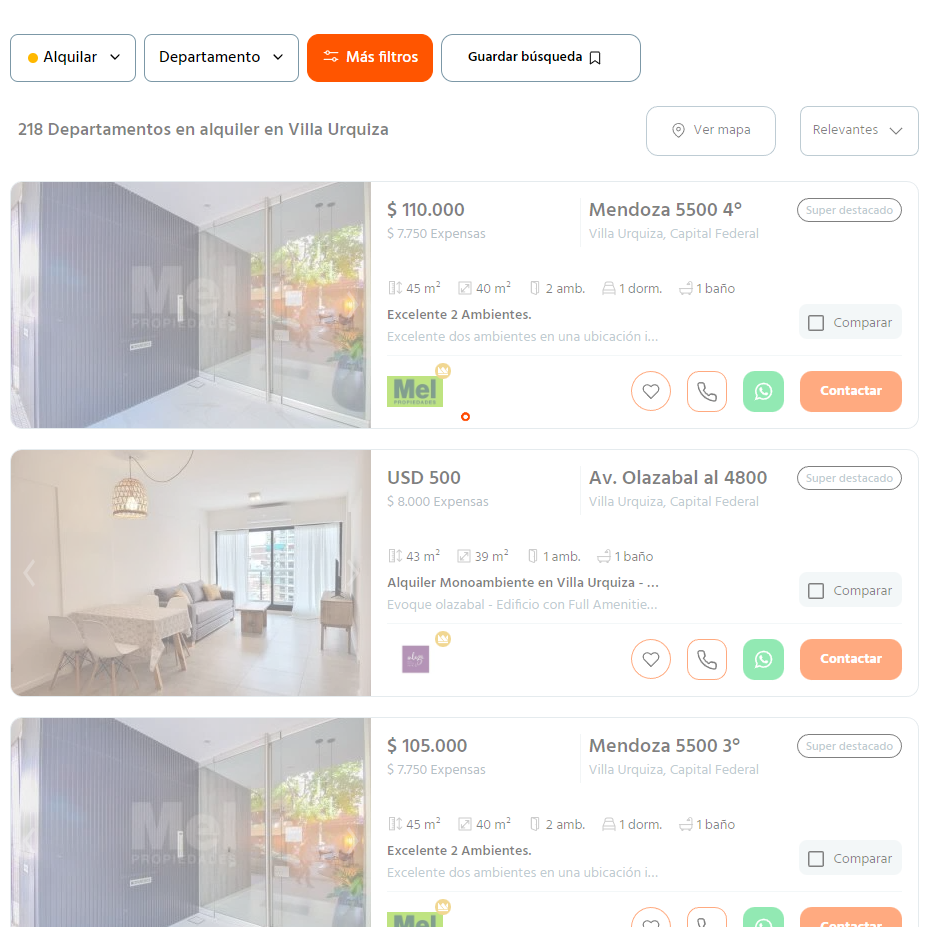 Alquilar
Departamento
Más filtros
Guardar búsqueda
218 Departamentos en alquiler en Villa Urquiza
Ver mapa
Relevantes
Mel
PROPIEDADES
$ 110.000
$ 7.750 Expensas
Mendoza 5500 4°
Villa Urquiza, Capital Federal
Super destacado
45 m² 40 m² 2 amb. 1 dorm. 1 baño
Excelente 2 Ambientes.
Excelente dos ambientes en una ubicación i...
Comparar
Mel
PROPIEDADES
Contactar
USD 500
$ 8.000 Expensas
Av. Olazabal al 4800
Villa Urquiza, Capital Federal
Super destacado
43 m² 39 m² 1 amb. 1 baño
Alquiler Monoambiente en Villa Urquiza - ...
Evoque olazabal - Edificio con Full Amenitie...
Comparar
Contactar
Mel
PROPIEDADES
$ 105.000
$ 7.750 Expensas
Mendoza 5500 3°
Villa Urquiza, Capital Federal
Super destacado
45 m² 40 m² 2 amb. 1 dorm. 1 baño
Excelente 2 Ambientes.
Excelente dos ambientes en una ubicación i...
Comparar
Mel
Contactar